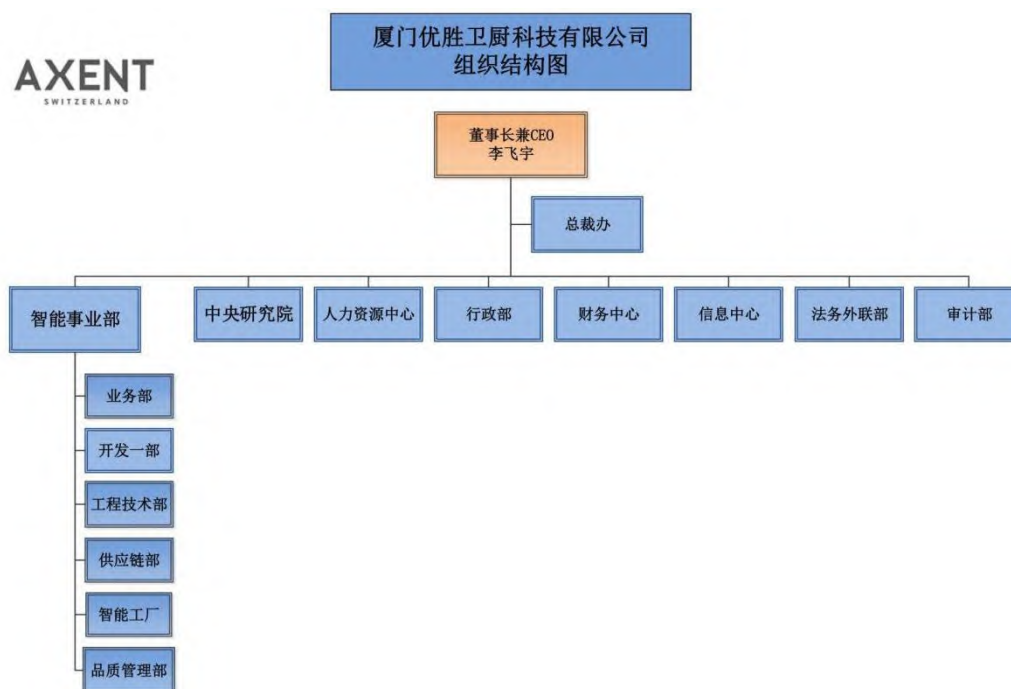 厦门优胜卫厨科技有限公司
组织结构图
AXENT
SWITZERLAND
董事长兼CEO
李飞宇
总裁办
智能事业部
中央研究院
人力资源中心
行政部
财务中心
信息中心
法务外联部
审计部
业务部
开发一部
工程技术部
供应链部
智能工厂
品质管理部